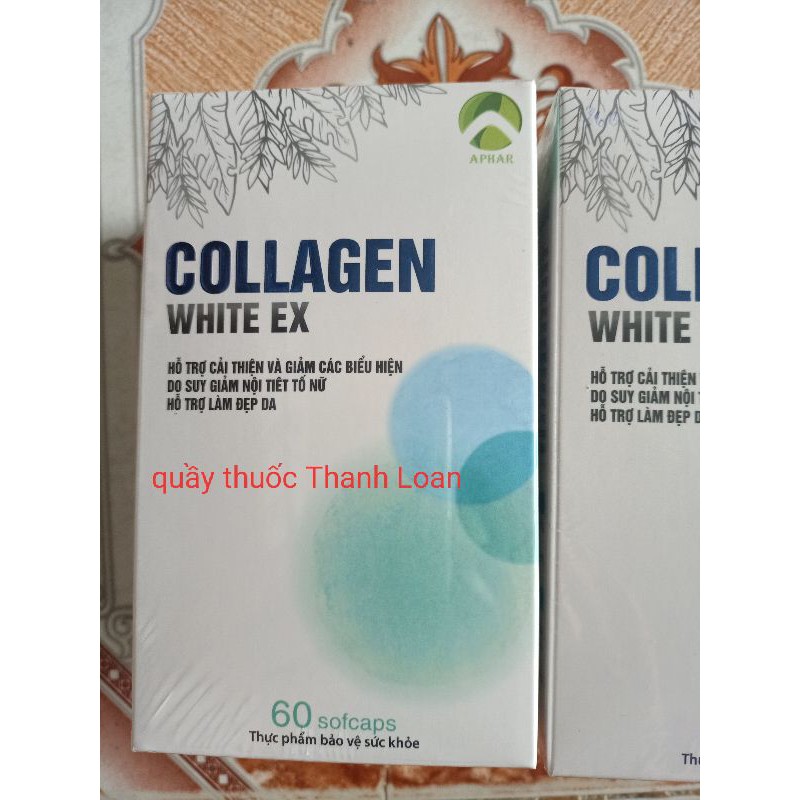 APHAR
COLLAGEN
WHITE EX
HỖ TRỢ CẢI THIỆN VÀ GIẢM CÁC BIỂU HIỆN
DO SUY GIẢM NỘI TIẾT TỐ NỮ
HỖ TRỢ LÀM ĐẸP DA
quầy thuốc Thanh Loan
60 sofcaps
Thực phẩm bảo vệ sức khỏe
COL
WHITE
HỖ TRỢ CẢI THIỆN
DO SUY GIẢM NỘI
HỖ TRỢ LÀM ĐẸP